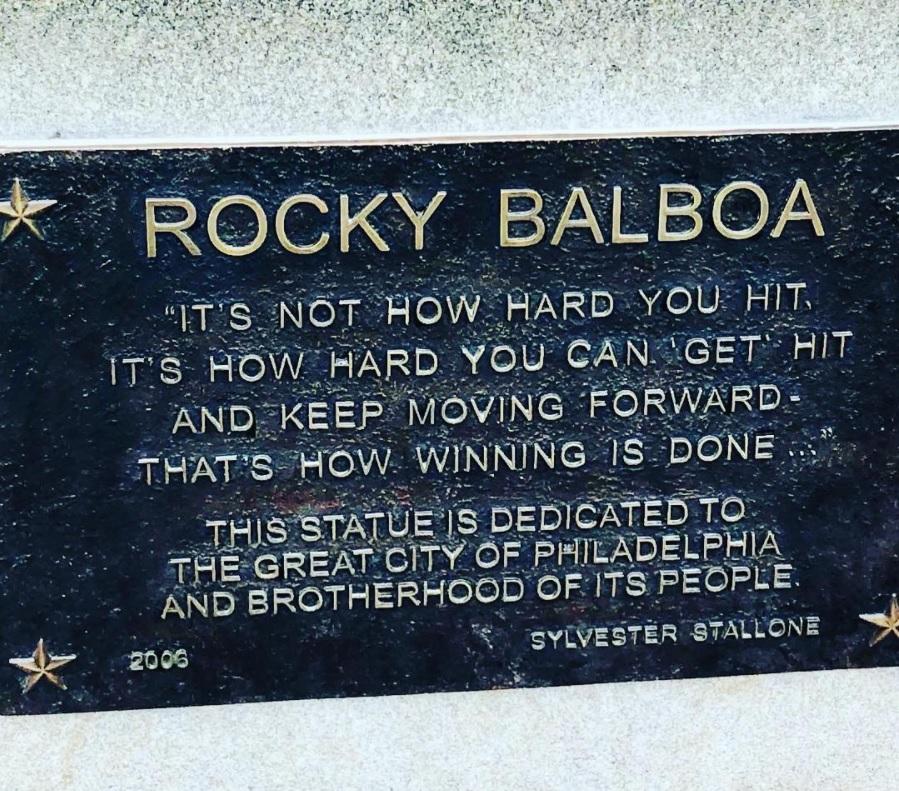 ROCKY BALBOA
"IT'S NOT HOW HARD YOU HIT,
IT'S HOW HARD YOU CAN 'GET' HIT
AND KEEP MOVING FORWARD-
THAT'S HOW WINNING IS DONE..."
THIS STATUE IS DEDICATED TO
THE GREAT CITY OF PHILADELPHIA
AND BROTHERHOOD OF ITS PEOPLE.
SYLVESTER STALLONE
2006